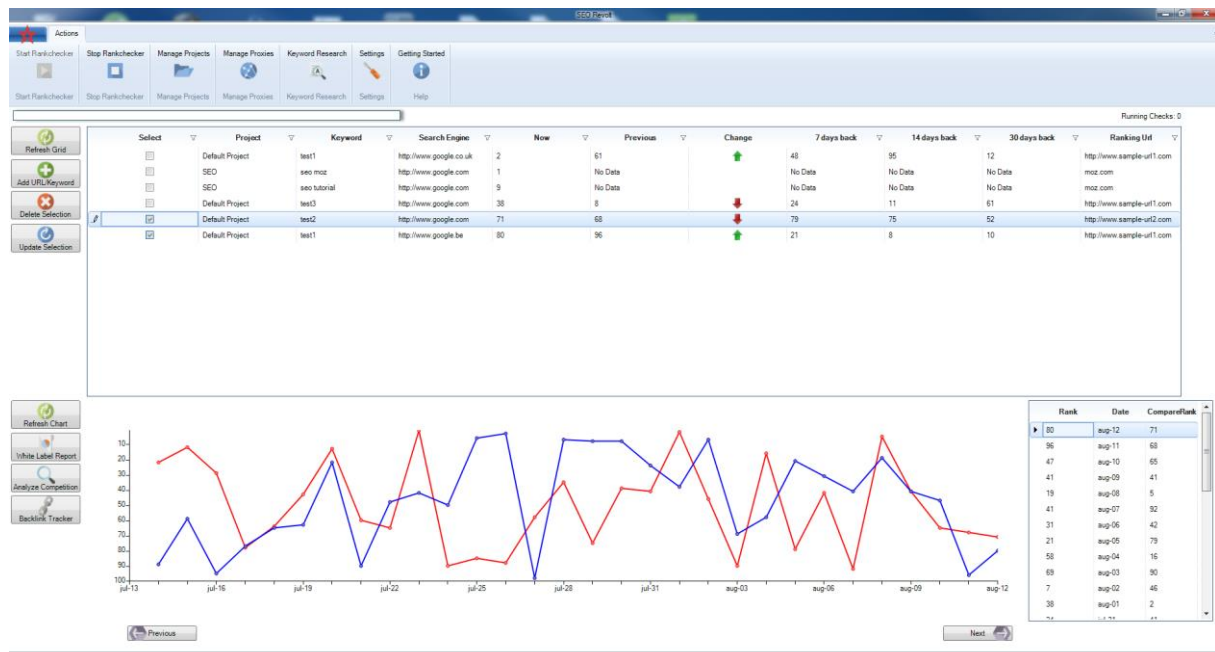 SEO Revolt
Actions
Start Rankchecker Stop Rankchecker Manage Projects Manage Proxies Keyword Research Settings Getting Started
Start Rankchecker Stop Rankchecker Manage Projects Manage Proxies Keyword Research Settings Help
Running Checks: 0
Refresh Grid
Add URL/Keyword
Delete Selection
Update Selection
Select Project Keyword Search Engine Now Previous Change 7 days back 14 days back 30 days back Ranking Url
Default Project test1 http://www.google.co.uk 2 61 48 95 12 http://www.sample-url1.com
SEO seo moz http://www.google.com 1 No Data No Data No Data No Data moz.com
SEO seo tutorial http://www.google.com 9 No Data No Data No Data No Data moz.com
Default Project test3 http://www.google.com 38 8 24 11 61 http://www.sample-url1.com
Default Project test2 http://www.google.com 71 68 79 75 52 http://www.sample-url2.com
Default Project test1 http://www.google.be 80 96 21 8 10 http://www.sample-url1.com
Refresh Chart
White Label Report
Analyze Competition
Backlink Tracker
10
20
30
40
50
60
70
80
90
100
jul-13 jul-16 jul-19 jul-22 jul-25 jul-28 jul-31 aug-03 aug-06 aug-09 aug-12
Previous
Next
Rank Date CompareRank
80 aug-12 71
96 aug-11 68
47 aug-10 65
41 aug-09 41
19 aug-08 5
41 aug-07 92
31 aug-06 42
21 aug-05 79
58 aug-04 16
69 aug-03 90
7 aug-02 46
38 aug-01 2